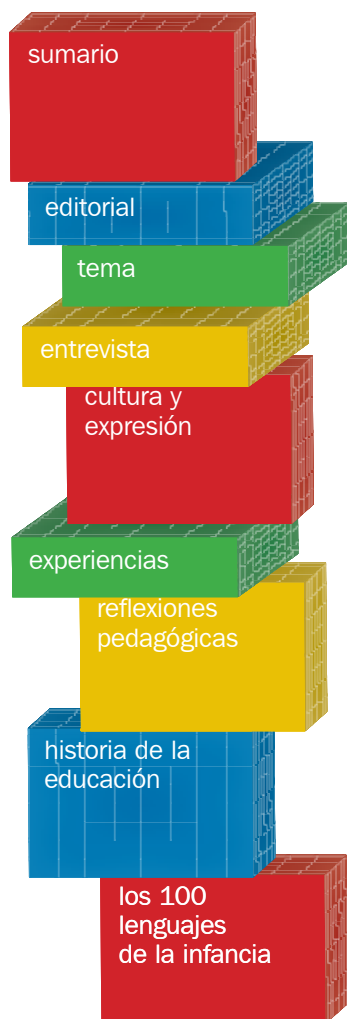 sumario
editorial
tema
entrevista
cultura y
expresión
experiencias
reflexiones
pedagógicas
historia de la
educación
los 100
lenguajes
de la infancia